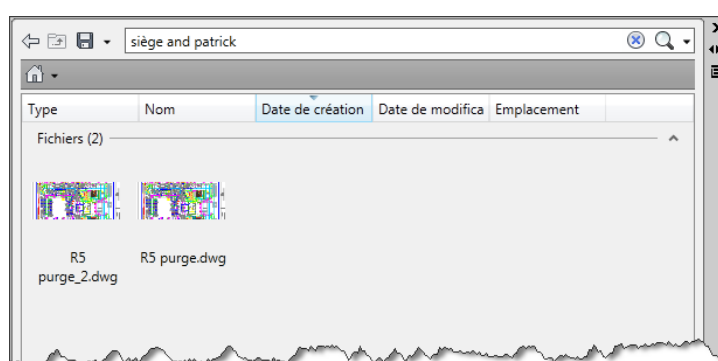 siège and patrick
Type Nom Date de création Date de modifica Emplacement
Fichiers (2)
R5
purge_2.dwg
R5 purge.dwg